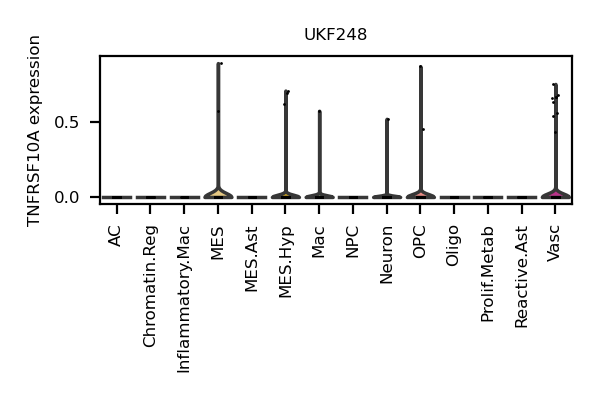 UKF248
TNFRSF10A expression
0.5
0.0
AC
Chromatin.Reg
Inflammatory.Mac
MES
MES.Ast
MES.Hyp
Mac
NPC
Neuron
OPC
Oligo
Prolif.Metab
Reactive.Ast
Vasc